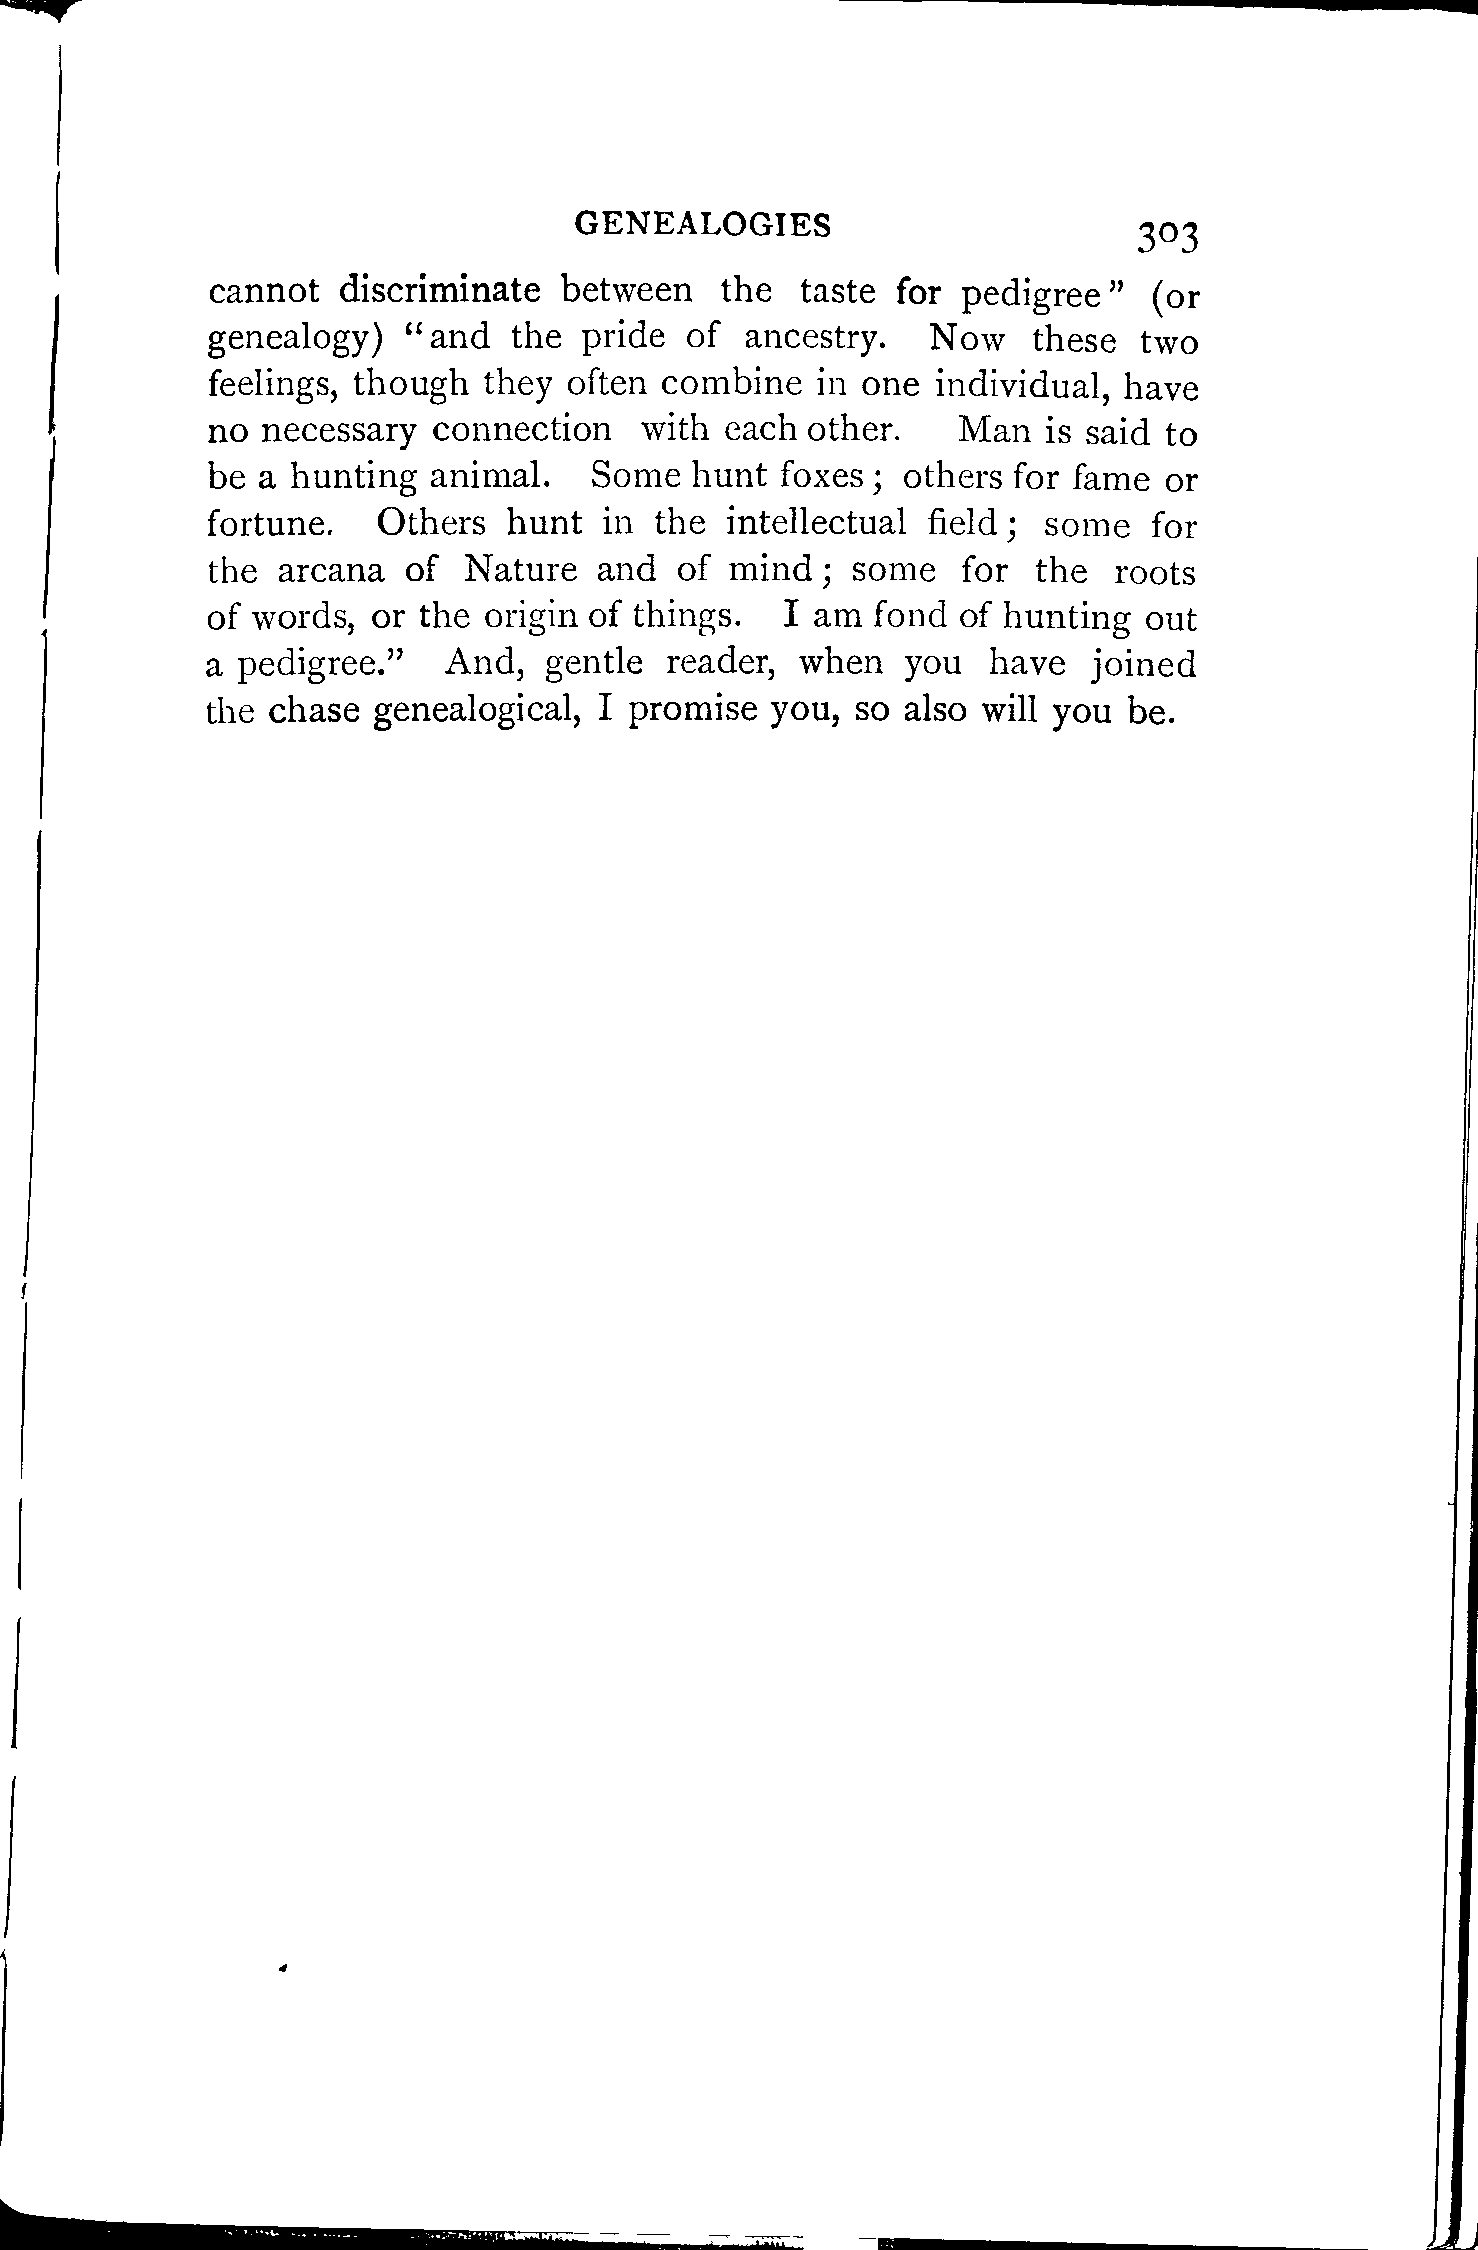 GENEALOGIES 303
cannot discriminate between the taste for pedigree" (or
genealogy) "and the pride of ancestry. Now these two
feelings, though they often combine in one individual, have
no necessary connection with each other. Man is said to
be a hunting animal. Some hunt foxes; others for fame or
fortune. Others hunt in the intellectual field; some for
the arcana of Nature and of mind; some for the roots
of words, or the origin of things. I am fond of hunting out
a pedigree." And, gentle reader, when you have joined
the chase genealogical, I promise you, so also will you be.